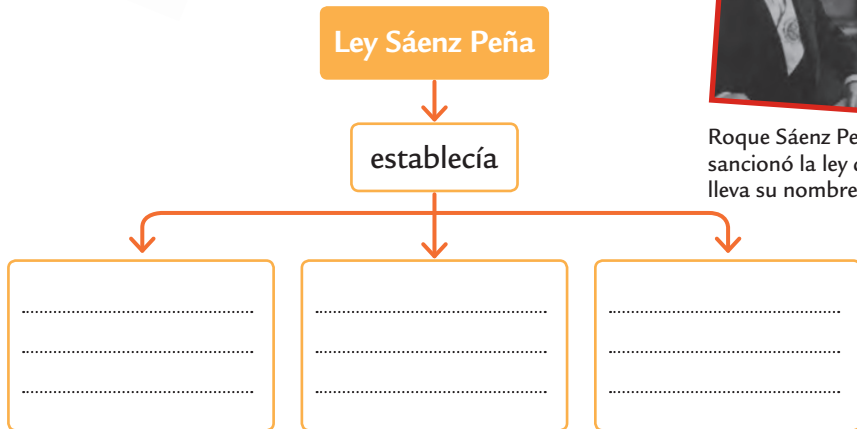 Ley Sáenz Peña
establecía
Roque Sáenz Pe
sancionó la ley
lleva su nombre